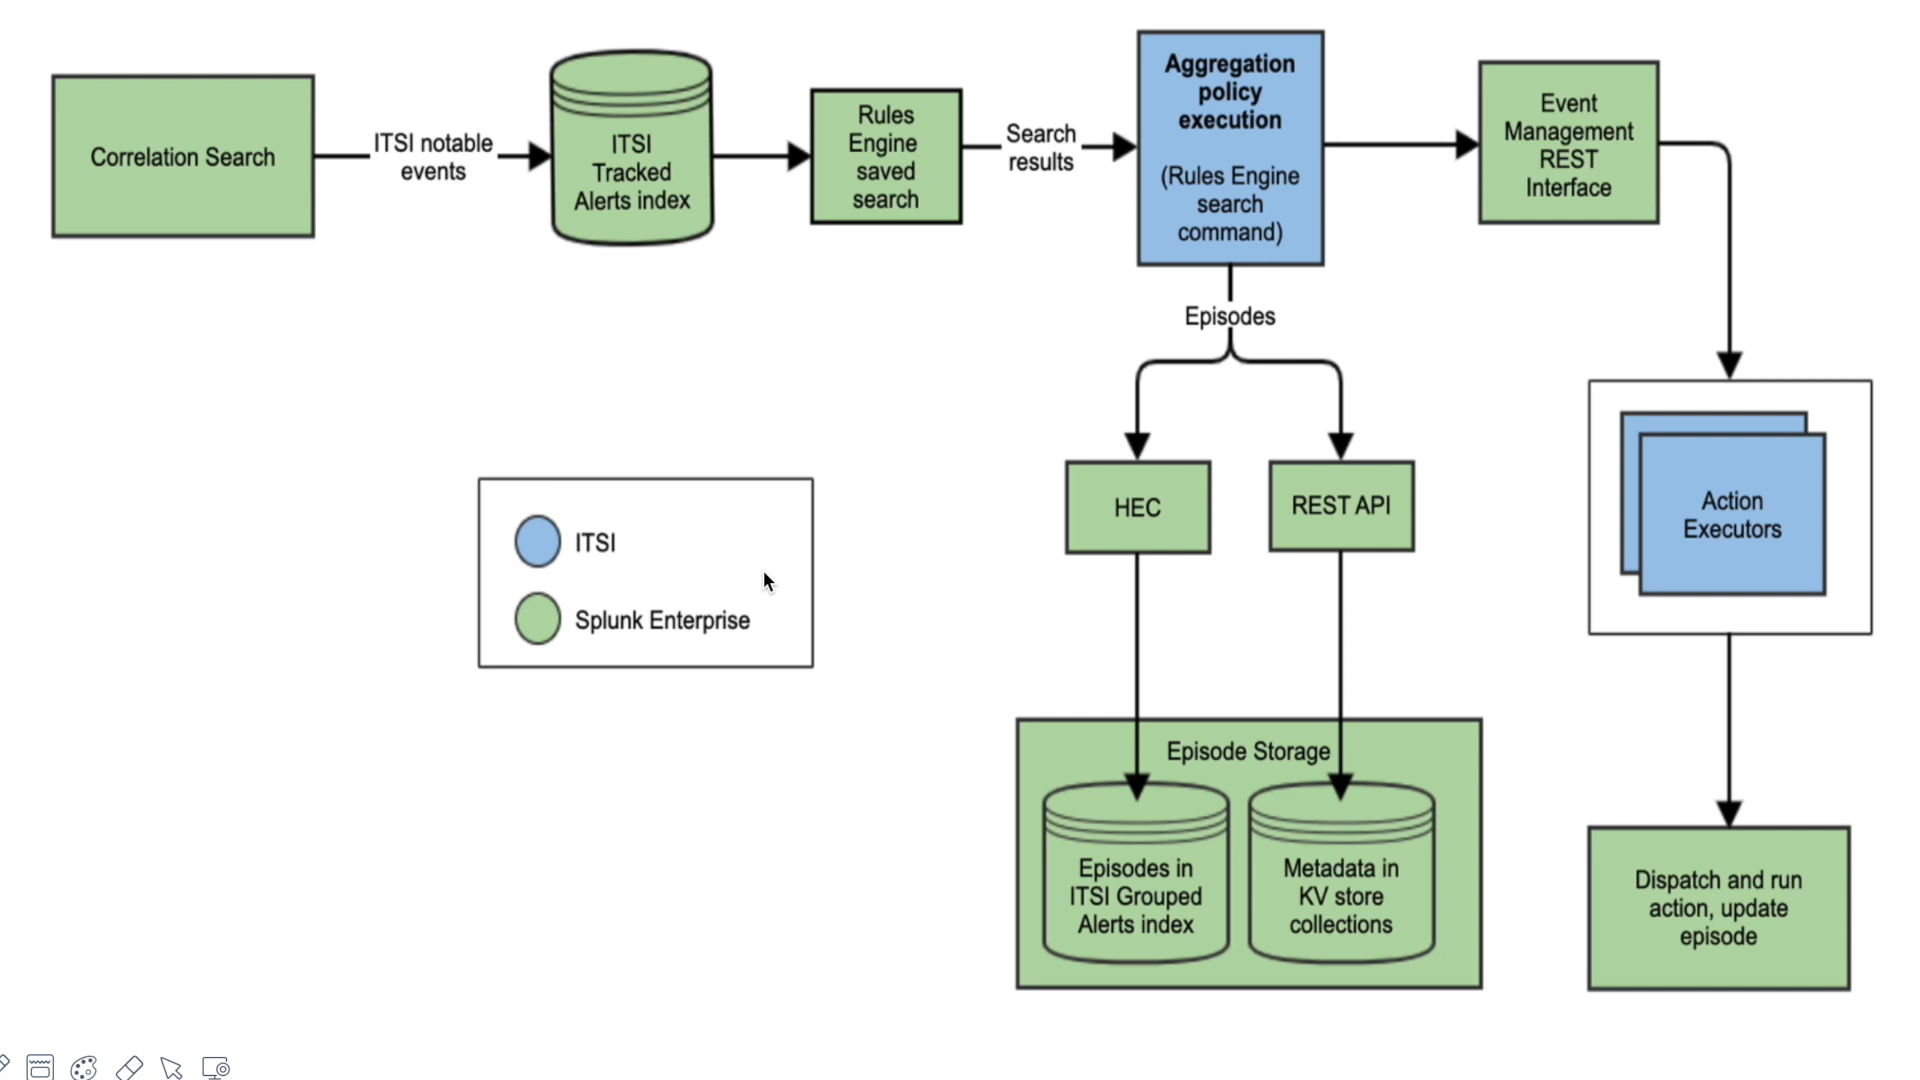 Correlation Search
ITSI notable
events
ITSI
Tracked
Alerts index
Rules
Engine
saved
search
Search
results
Aggregation
policy
execution
(Rules Engine
search
command)
Event
Management
REST
Interface
Episodes
HEC
REST API
Action
Executors
ITSI
Splunk Enterprise
Episode Storage
Episodes in
ITSI Grouped
Alerts index
Metadata in
KV store
collections
Dispatch and run
action, update
episode